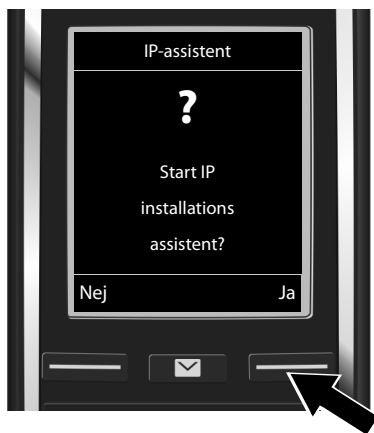 IP-assistent
?
Start IP
installations
assistent?
Nej Ja